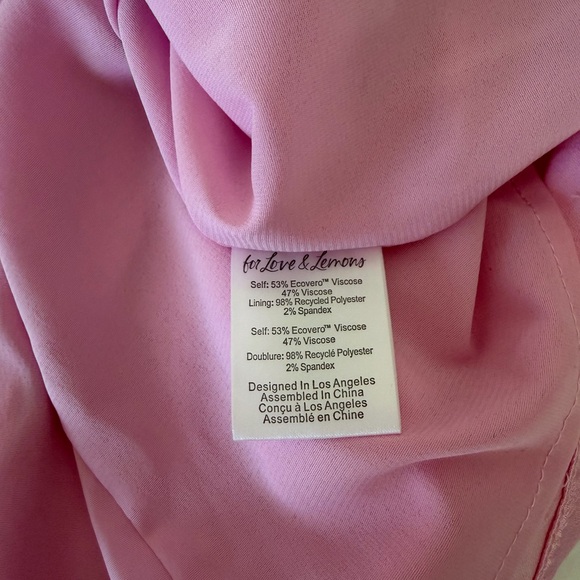 for Love & Lemons
Self: 53% Ecovero™ Viscose
47% Viscose
Lining: 98% Recycled Polyester
2% Spandex
Self: 53% Ecovero™ Viscose
47% Viscose
Doublure: 98% Recyclé Polyester
2% Spandex
Designed In Los Angeles
Assembled In China
Conçu à Los Angeles
Assemblé en Chine